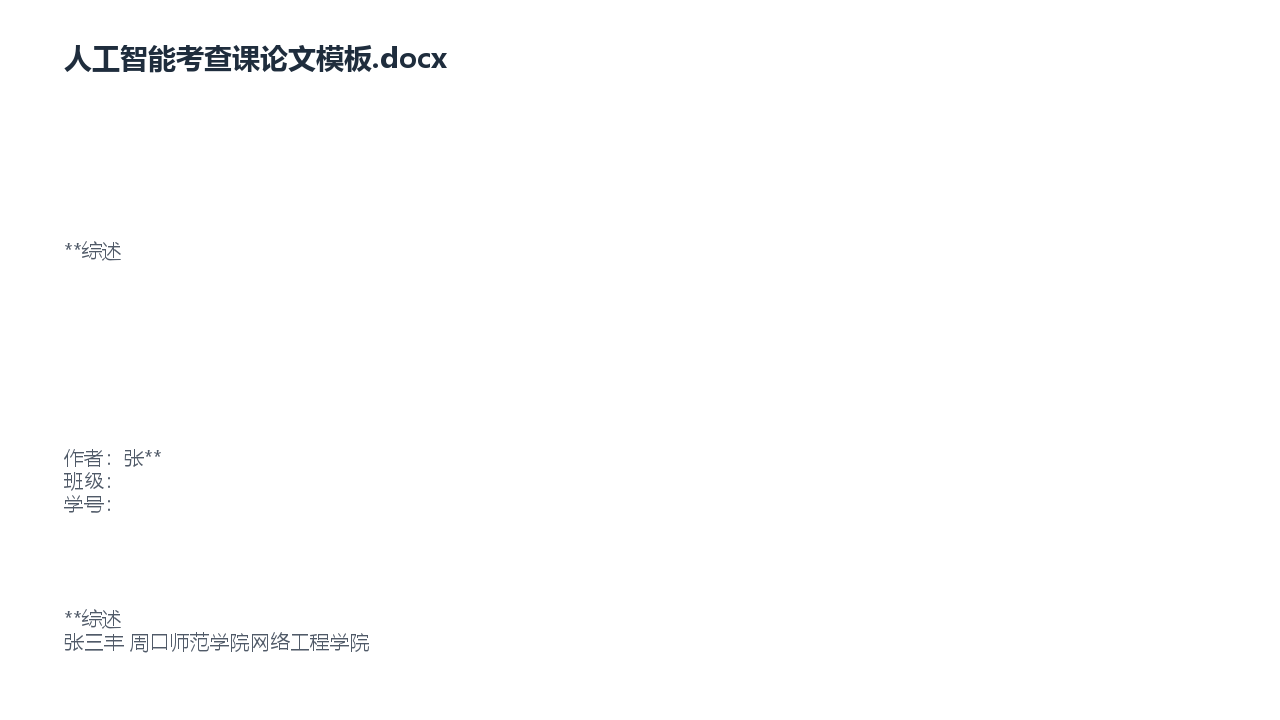 人工智能考查课论文模板.docx
**综述
作者：张**
班级：
学号：
**综述
张三丰 周口师范学院网络工程学院